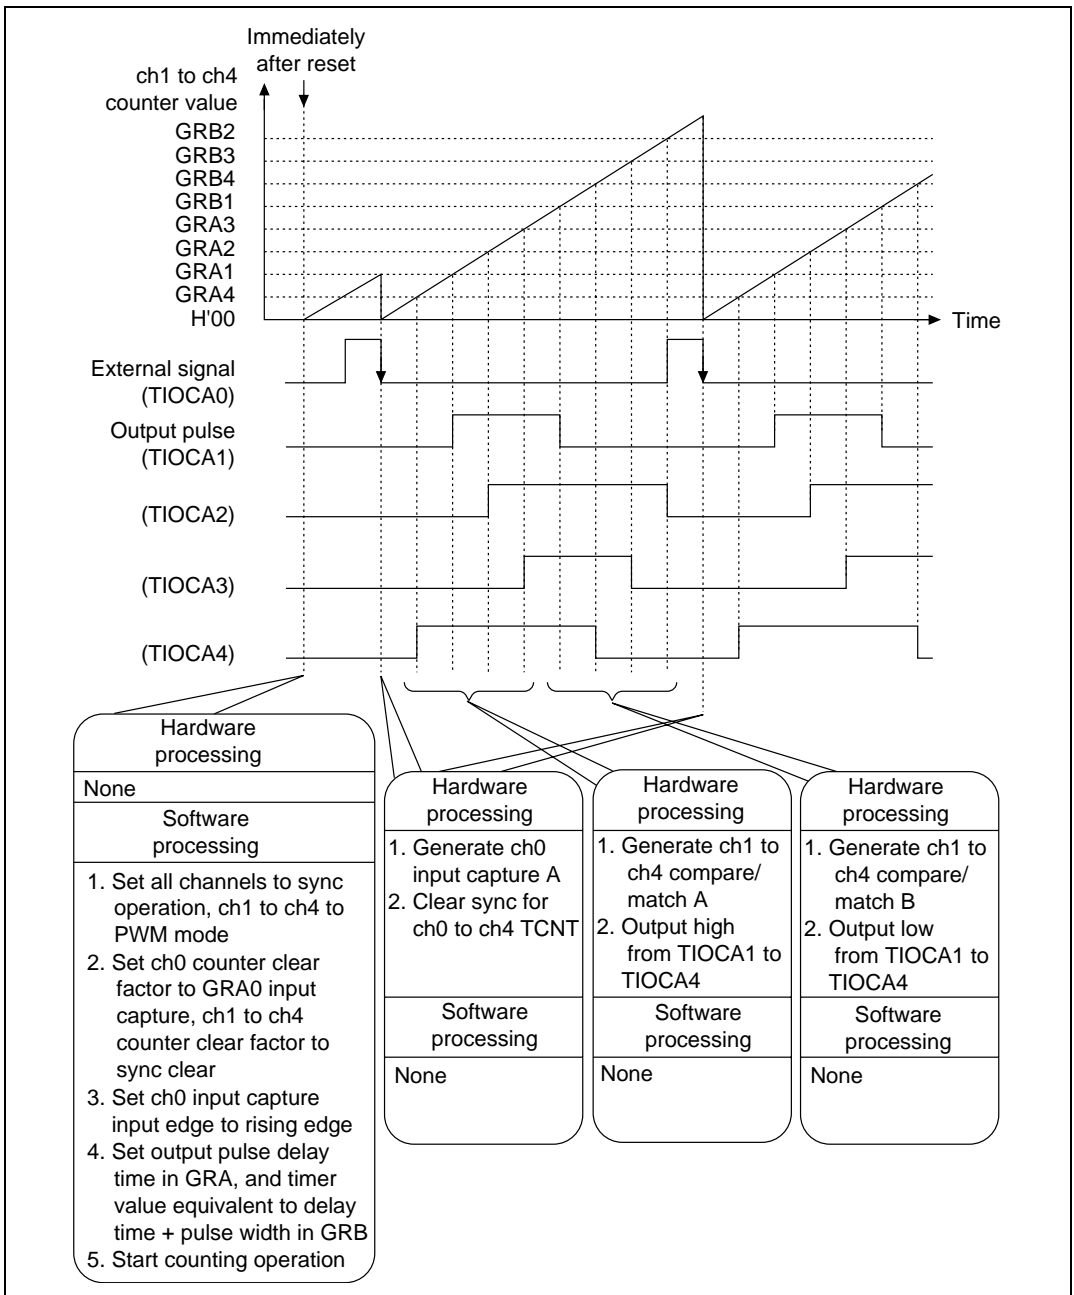 Immediately
after reset
ch1 to ch4
counter value
GRB2
GRB3
GRB4
GRB1
GRA3
GRA2
GRA1
GRA4
H'00
Time
External signal
(TIOCA0)
Output pulse
(TIOCA1)
(TIOCA2)
(TIOCA3)
(TIOCA4)
Hardware
processing
None
Software
processing
1. Set all channels to sync
operation, ch1 to ch4 to
PWM mode
2. Set ch0 counter clear
factor to GRA0 input
capture, ch1 to ch4
counter clear factor to
sync clear
3. Set ch0 input capture
input edge to rising edge
4. Set output pulse delay
time in GRA, and timer
value equivalent to delay
time + pulse width in GRB
5. Start counting operation
Hardware
processing
1. Generate ch0
input capture A
2. Clear sync for
ch0 to ch4 TCNT
Software
processing
None
Hardware
processing
1. Generate ch1 to
ch4 compare/
match A
2. Output high
from TIOCA1 to
TIOCA4
Software
processing
None
Hardware
processing
1. Generate ch1 to
ch4 compare/
match B
2. Output low
from TIOCA1 to
TIOCA4
Software
processing
None